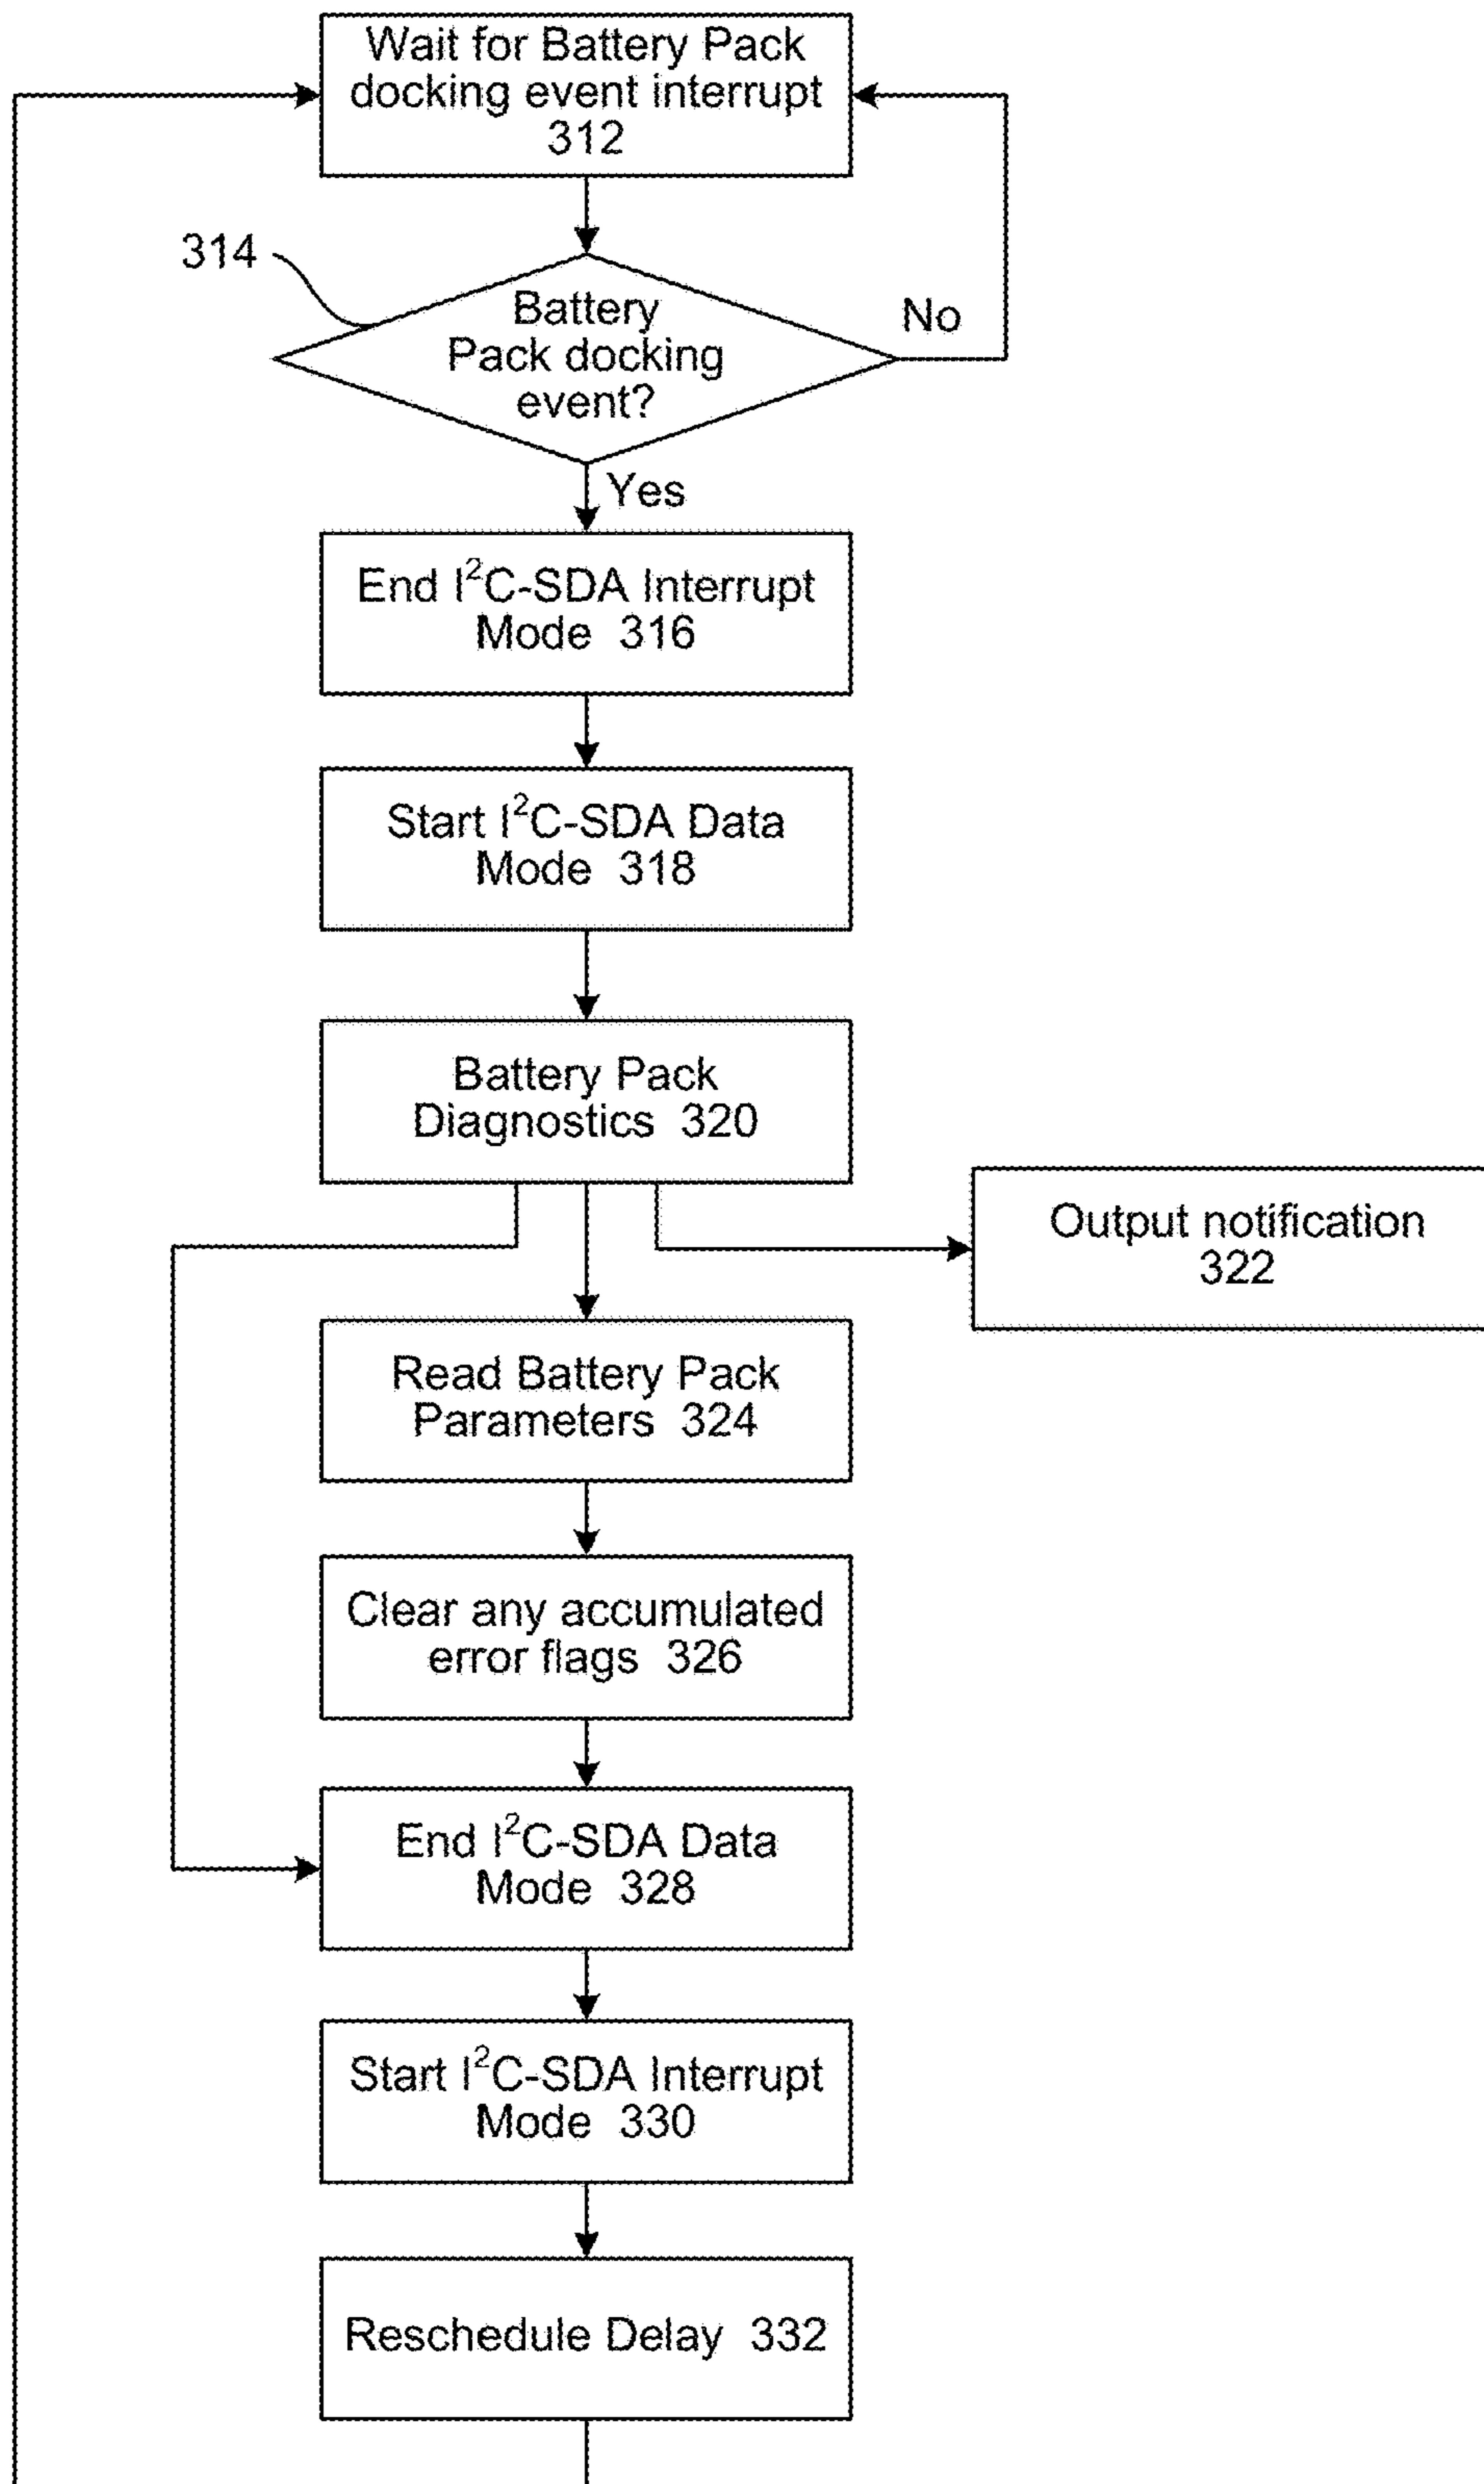 Wait for Battery Pack
docking event interrupt
312
314
Battery
Pack docking
event?
No
Yes
End I²C-SDA Interrupt
Mode 316
Start I²C-SDA Data
Mode 318
Battery Pack
Diagnostics 320
Output notification
322
Read Battery Pack
Parameters 324
Clear any accumulated
error flags 326
End I²C-SDA Data
Mode 328
Start I²C-SDA Interrupt
Mode 330
Reschedule Delay 332